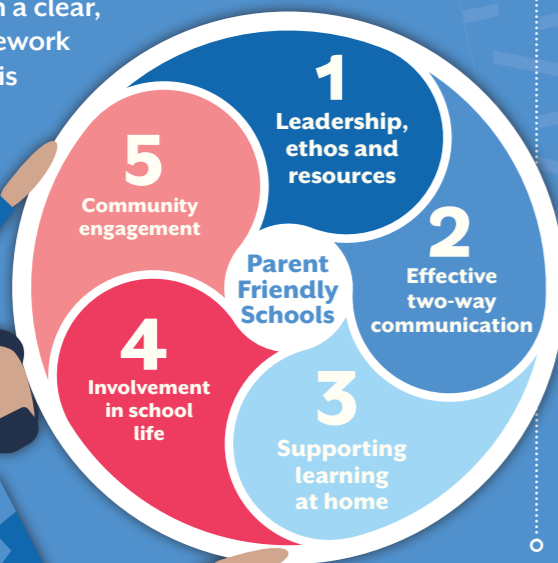 a clear,
ework
is
1
Leadership,
ethos and
resources
2
Effective
two-way
communication
3
Supporting
learning
at home
4
Involvement
in school
life
5
Community
engagement
Parent
Friendly
Schools